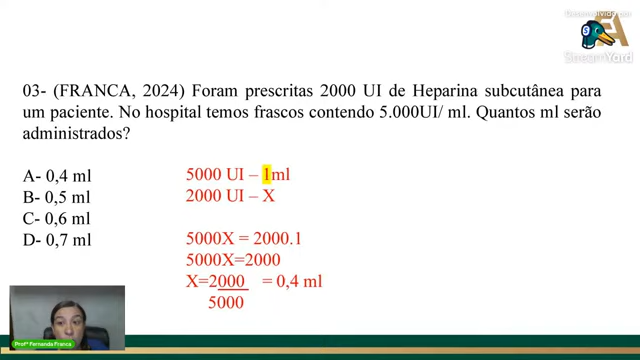 StreamYard
03- (FRANCA, 2024) Foram prescritas 2000 UI de Heparina subcutânea para
um paciente. No hospital temos frascos contendo 5.000UI/ ml. Quantos ml serão
administrados?
A- 0,4 ml
B- 0,5 ml
C- 0,6 ml
D- 0,7 ml
5000 UI – 1ml
2000 UI – X
5000X = 2000.1
5000X=2000
X=2000 = 0,4 ml
5000
Profª Fernanda Franca